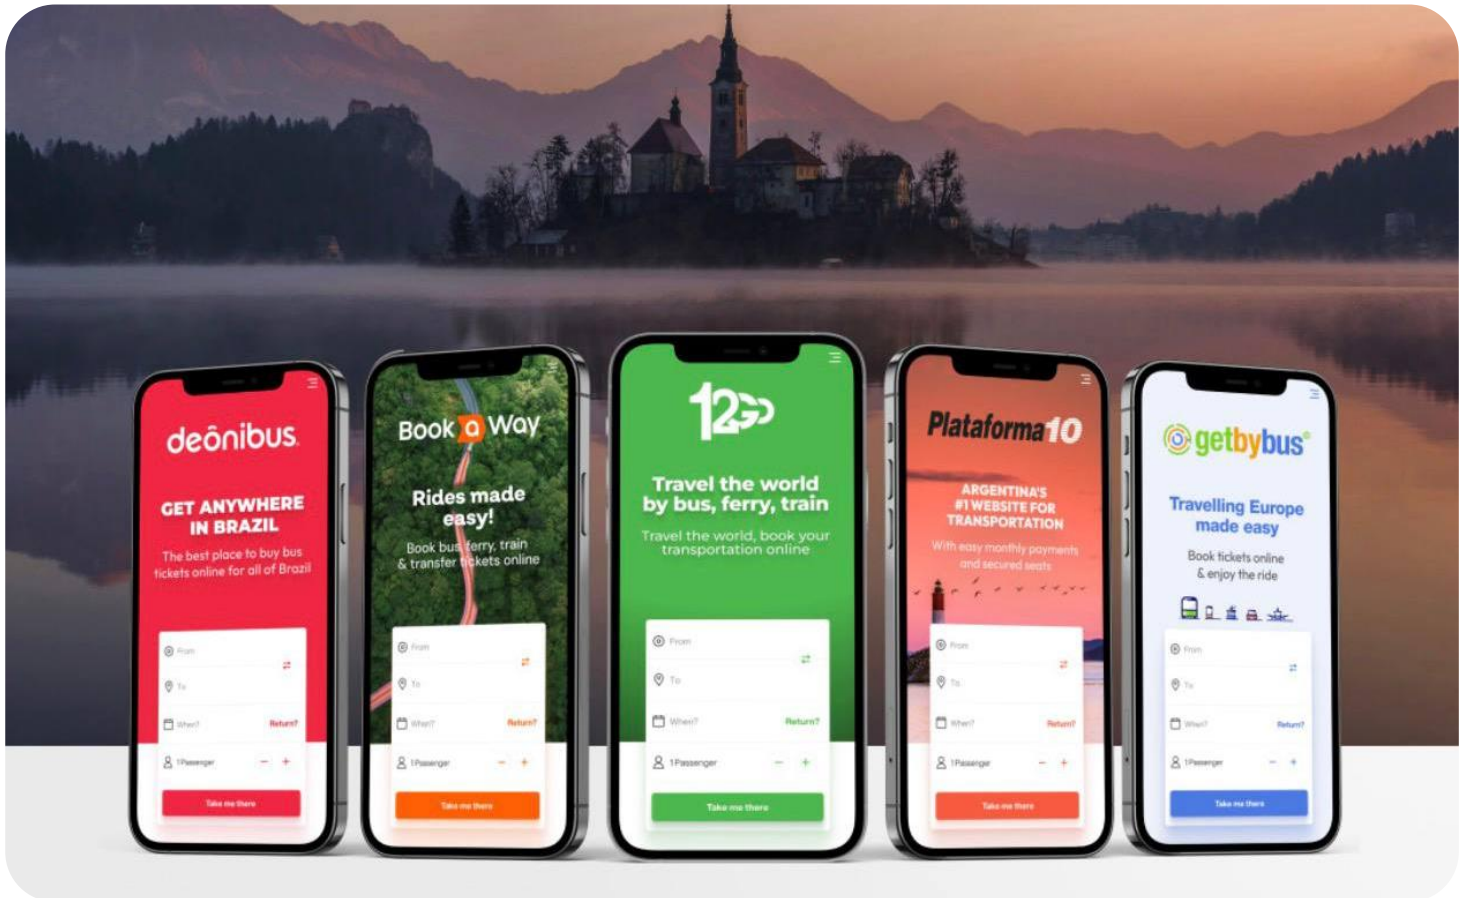 deônibus
GET ANYWHERE
IN BRAZIL
The best place to buy bus
tickets online for all of Brazil
From
To
When? Return?
1 Passenger − +
Take me there
Book a Way
Rides made
easy!
Book bus, ferry, train
& transfer tickets online
From
To
When? Return?
1 Passenger − +
Take me there
12GO
Travel the world
by bus, ferry, train
Travel the world, book your
transportation online
From
To
When? Return?
1 Passenger − +
Take me there
Plataforma10
ARGENTINA'S
#1 WEBSITE FOR
TRANSPORTATION
With easy monthly payments
and secured seats
From
To
When? Return?
1 Passenger − +
Take me there
getbybus
Travelling Europe
made easy
Book tickets online
& enjoy the ride
From
To
When? Return?
1 Passenger − +
Take me there